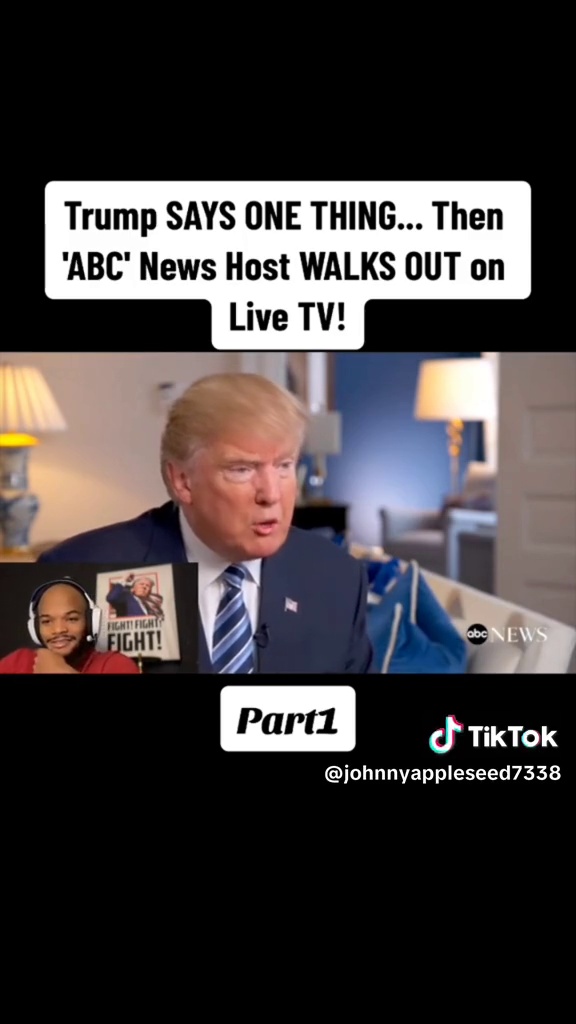 Trump SAYS ONE THING... Then
'ABC' News Host WALKS OUT on
Live TV!
FIGHT! FIGHT!
FIGHT!
abc NEWS
Part1
TikTok
@johnnyappleseed7338